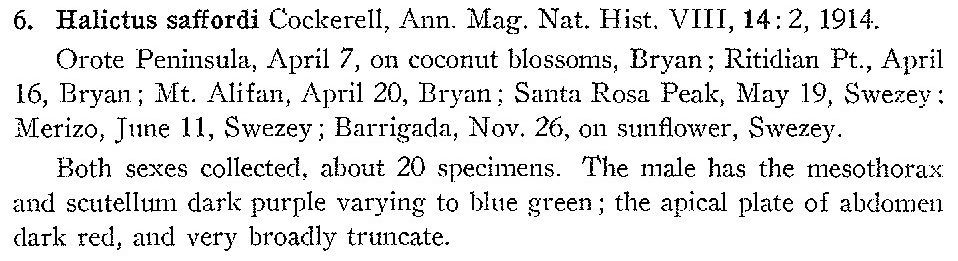 6. Halictus saffordi Cockerell, Ann. Mag. Nat. Hist. VIII, 14: 2, 1914.
Orote Peninsula, April 7, on coconut blossoms, Bryan; Ritidian Pt., April
16, Bryan; Mt. Alifan, April 20, Bryan; Santa Rosa Peak, May 19, Swezey;
Merizo, June 11, Swezey; Barrigada, Nov. 26, on sunflower, Swezey.
Both sexes collected, about 20 specimens. The male has the mesothorax
and scutellum dark purple varying to blue green; the apical plate of abdomen
dark red, and very broadly truncate.